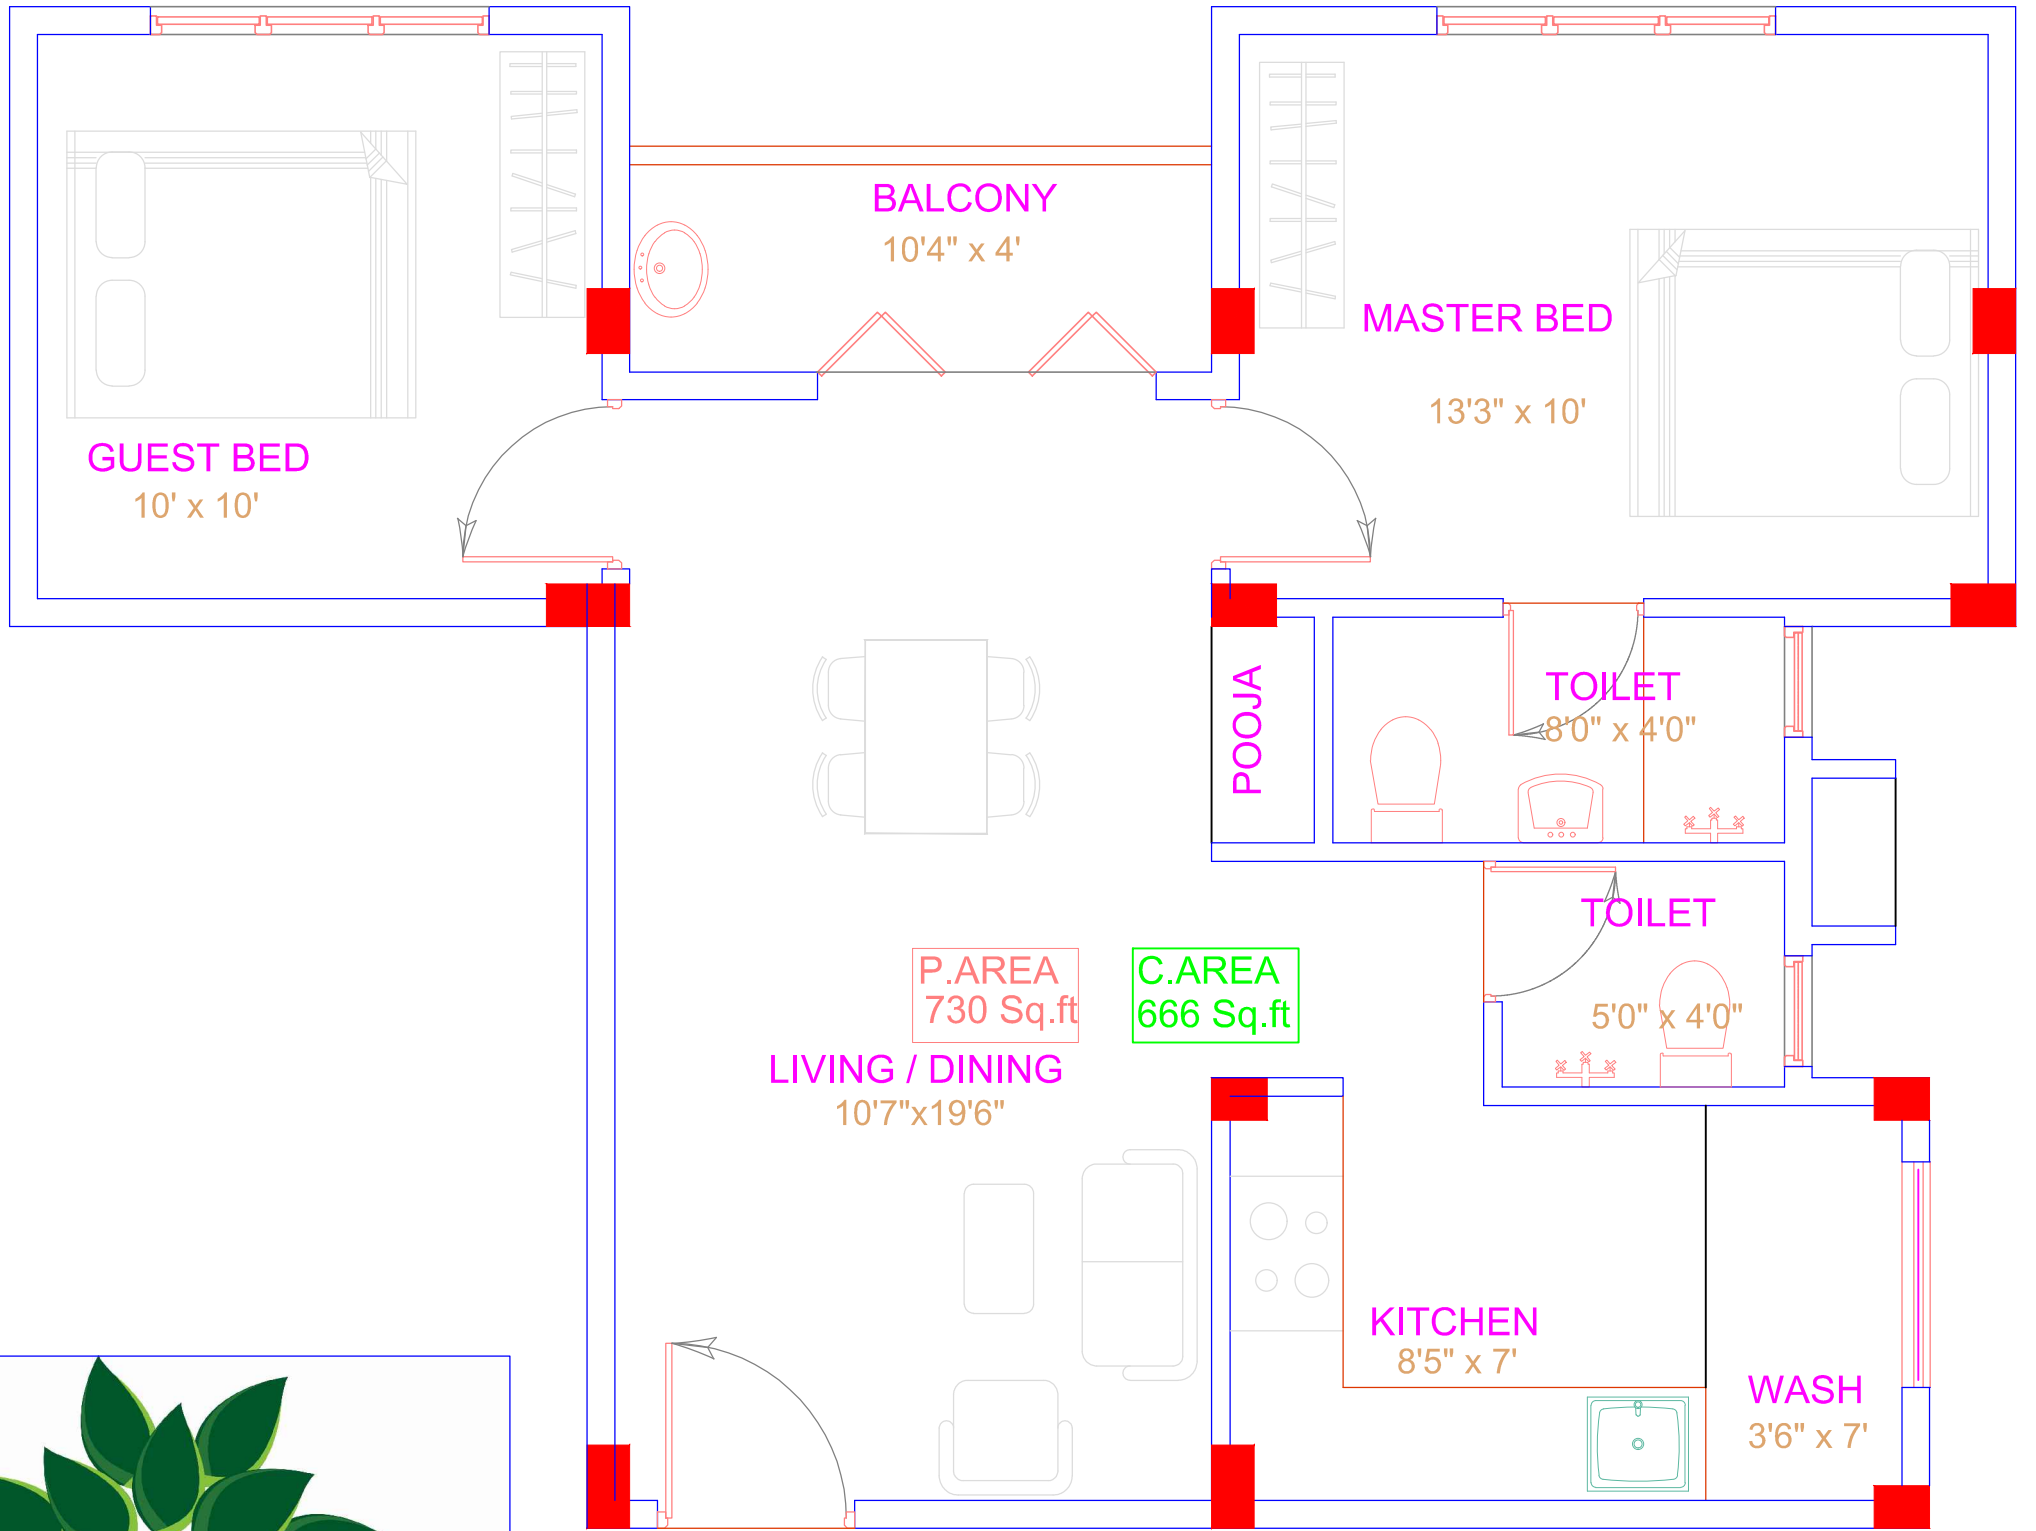 BALCONY
10'4" x 4'
MASTER BED
13'3" x 10'
GUEST BED
10' x 10'
POOJA
TOILET
8'0" x 4'0"
TOILET
5'0" x 4'0"
P.AREA
730 Sq.ft
C.AREA
666 Sq.ft
LIVING / DINING
10'7"x19'6"
KITCHEN
8'5" x 7'
WASH
3'6" x 7'